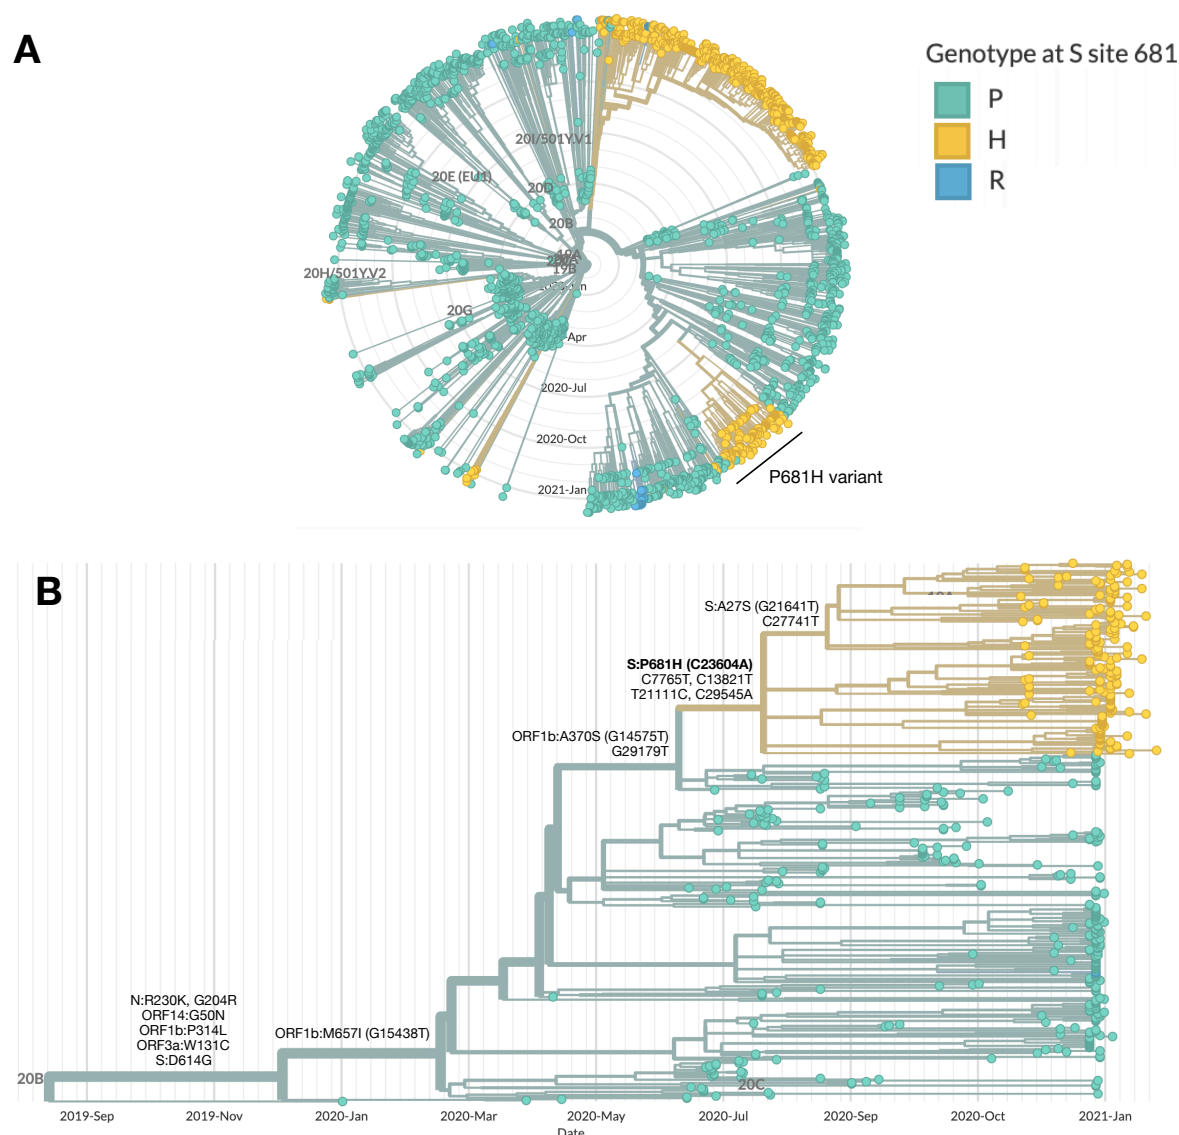 A
Genotype at S site 681
P
H
R
20I/501Y.V1
20E (EU1)
20D
20B
19A
19B
20H/501Y.V2
20G
-Apr
2020-Jul
2020-Oct
2021-Jan
P681H variant
B
S:A27S (G21641T)
C27741T
S:P681H (C23604A)
C7765T, C13821T
T21111C, C29545A
ORF1b:A370S (G14575T)
G29179T
N:R230K, G204R
ORF14:G50N
ORF1b:P314L
ORF3a:W131C
S:D614G
ORF1b:M657I (G15438T)
20B
20C
2019-Sep
2019-Nov
2020-Jan
2020-Mar
2020-May
2020-Jul
2020-Sep
2020-Oct
2021-Jan
Date